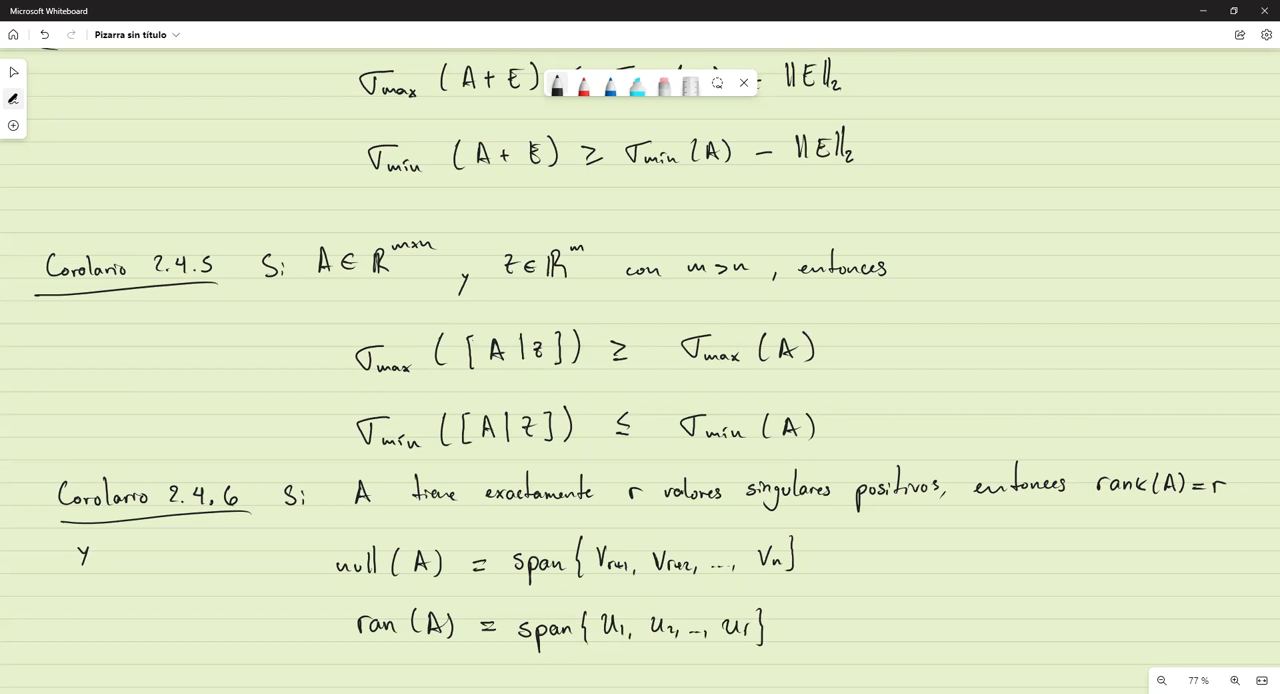 Microsoft Whiteboard
Pizarra sin título
σmax (A + E) ‖E‖₂
σmín (A + E) ≥ σmín (A) - ‖E‖₂
Corolario 2.4.5 Si A ∈ ℝ^{m×n} y z ∈ ℝ^m con m > n, entonces
σmax ([A | z]) ≥ σmax (A)
σmín ([A | z]) ≤ σmín (A)
Corolario 2.4.6 Si A tiene exactamente r valores singulares positivos, entonces rank(A) = r
y
null (A) = span{Vr+1, Vr+2, ..., Vn}
ran (A) = span{u1, u2, .., ur}
77 %